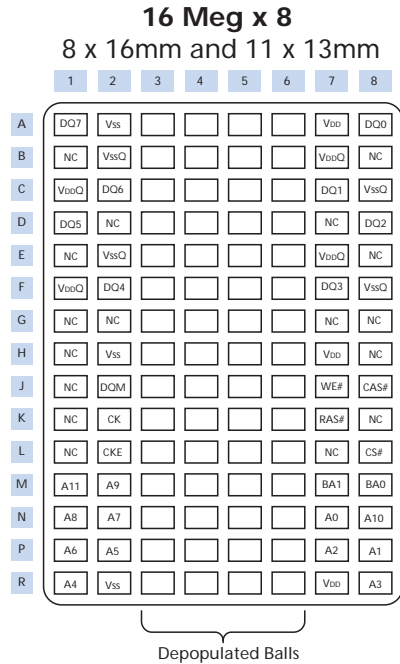 16 Meg x 8
8 x 16mm and 11 x 13mm
1 2 3 4 5 6 7 8
A DQ7 Vss VDD DQ0
B NC VssQ VDDQ NC
C VDDQ DQ6 DQ1 VssQ
D DQ5 NC NC DQ2
E NC VssQ VDDQ NC
F VDDQ DQ4 DQ3 VssQ
G NC NC NC NC
H NC Vss VDD NC
J NC DQM WE# CAS#
K NC CK RAS# NC
L NC CKE NC CS#
M A11 A9 BA1 BA0
N A8 A7 A0 A10
P A6 A5 A2 A1
R A4 Vss VDD A3
Depopulated Balls